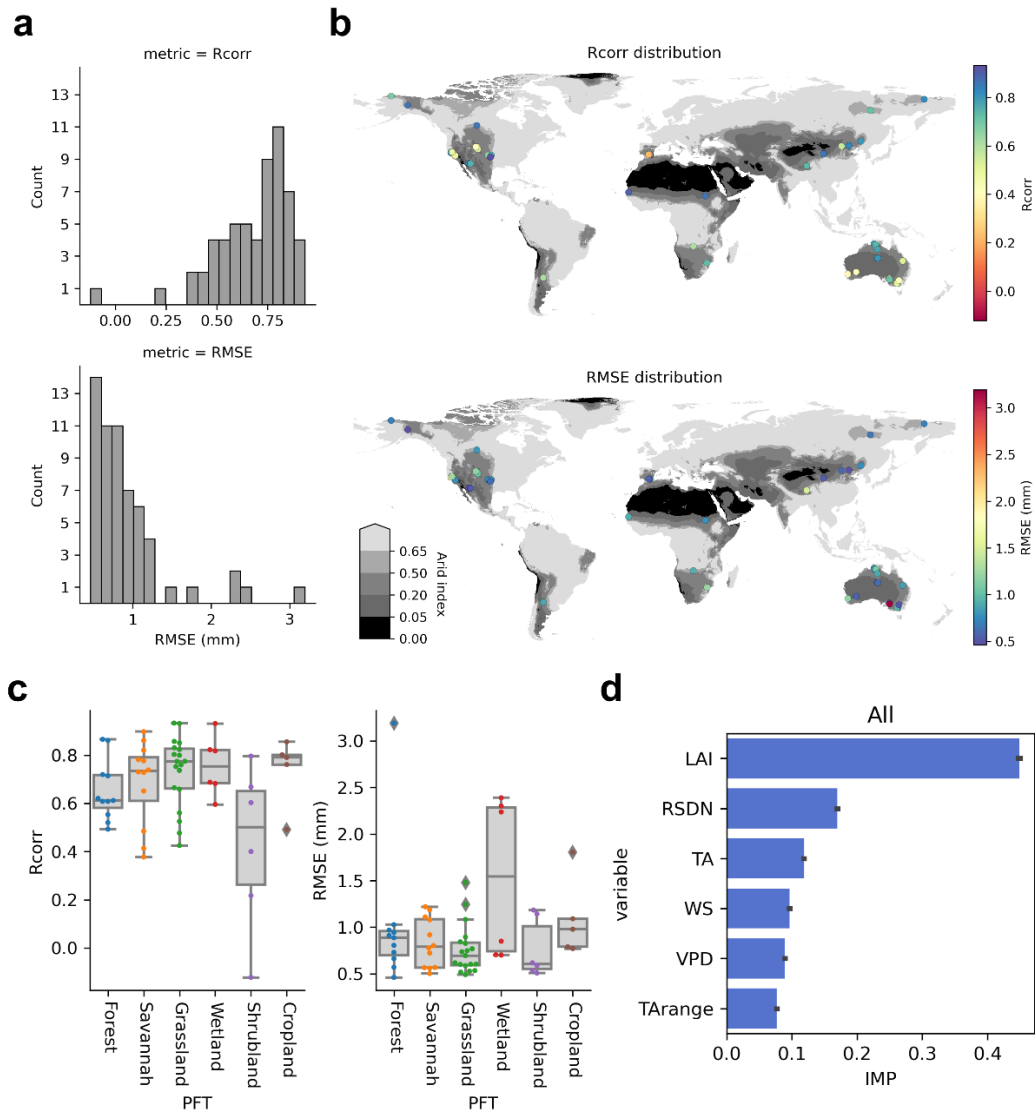 a
metric = Rcorr
13
11
9
7
5
3
1
Count
0.00 0.25 0.50 0.75
metric = RMSE
13
11
9
7
5
3
1
Count
1 2 3
RMSE (mm)
b
Rcorr distribution
0.8
0.6
0.4
0.2
0.0
Rcorr
RMSE distribution
3.0
2.5
2.0
1.5
1.0
0.5
RMSE (mm)
0.65
0.50
0.20
0.05
0.00
Arid index
c
0.8
0.6
0.4
0.2
0.0
Rcorr
Forest
Savannah
Grassland
Wetland
Shrubland
Cropland
PFT
3.0
2.5
2.0
1.5
1.0
0.5
RMSE (mm)
Forest
Savannah
Grassland
Wetland
Shrubland
Cropland
PFT
d
All
LAI
RSDN
TA
WS
VPD
TArange
variable
0.0 0.1 0.2 0.3 0.4
IMP